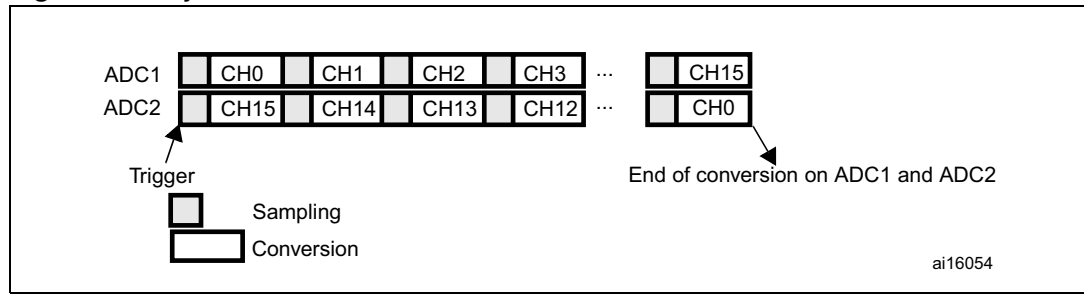 ADC1 CH0 CH1 CH2 CH3 ... CH15
ADC2 CH15 CH14 CH13 CH12 ... CH0
Trigger
End of conversion on ADC1 and ADC2
Sampling
Conversion
ai16054